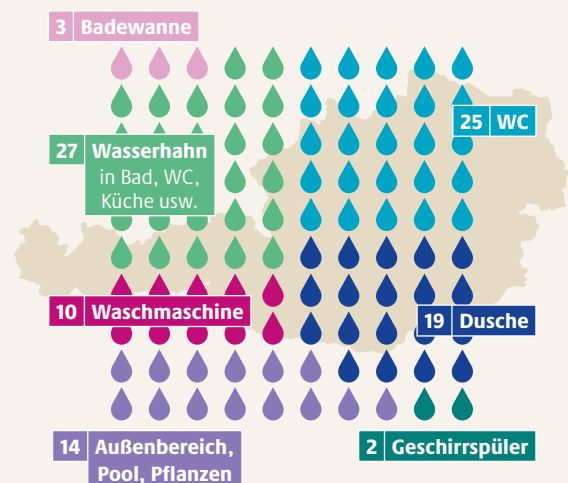 3 Badewanne
25 WC
27 Wasserhahn
in Bad, WC,
Küche usw.
10 Waschmaschine
19 Dusche
14 Außenbereich,
Pool, Pflanzen
2 Geschirrspüler